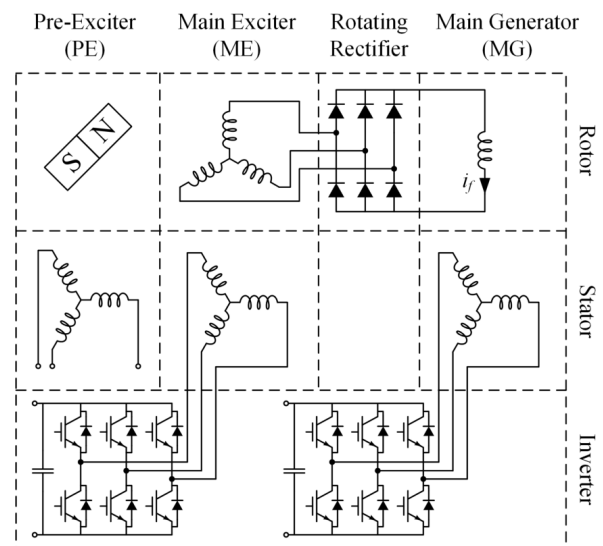 Pre-Exciter
(PE)
Main Exciter
(ME)
Rotating
Rectifier
Main Generator
(MG)
S N
i_f
Rotor
Stator
Inverter